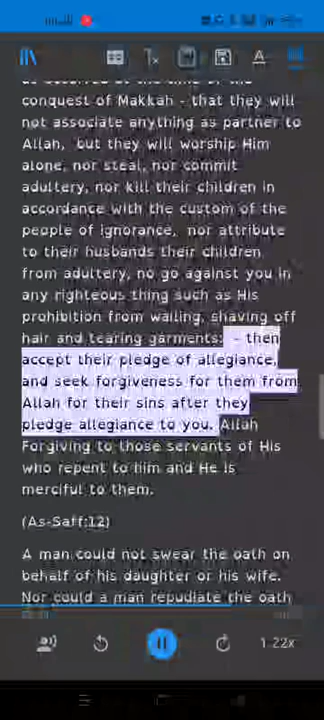 conquest of Makkah - that they will
not associate anything as partner to
Allah, but they will worship Him
alone, nor steal, nor commit
adultery, nor kill their children in
accordance with the custom of the
people of ignorance, nor attribute
to their husbands their children
from adultery, no go against you in
any righteous thing such as His
prohibition from wailing, shaving off
hair and tearing garments: - then
accept their pledge of allegiance,
and seek forgiveness for them from
Allah for their sins after they
pledge allegiance to you. Allah
Forgiving to those servants of His
who repent to Him and He is
merciful to them.
(As-Saff:12)
A man could not swear the oath on
behalf of his daughter or his wife.
Nor could a man repudiate the oath
1.22x